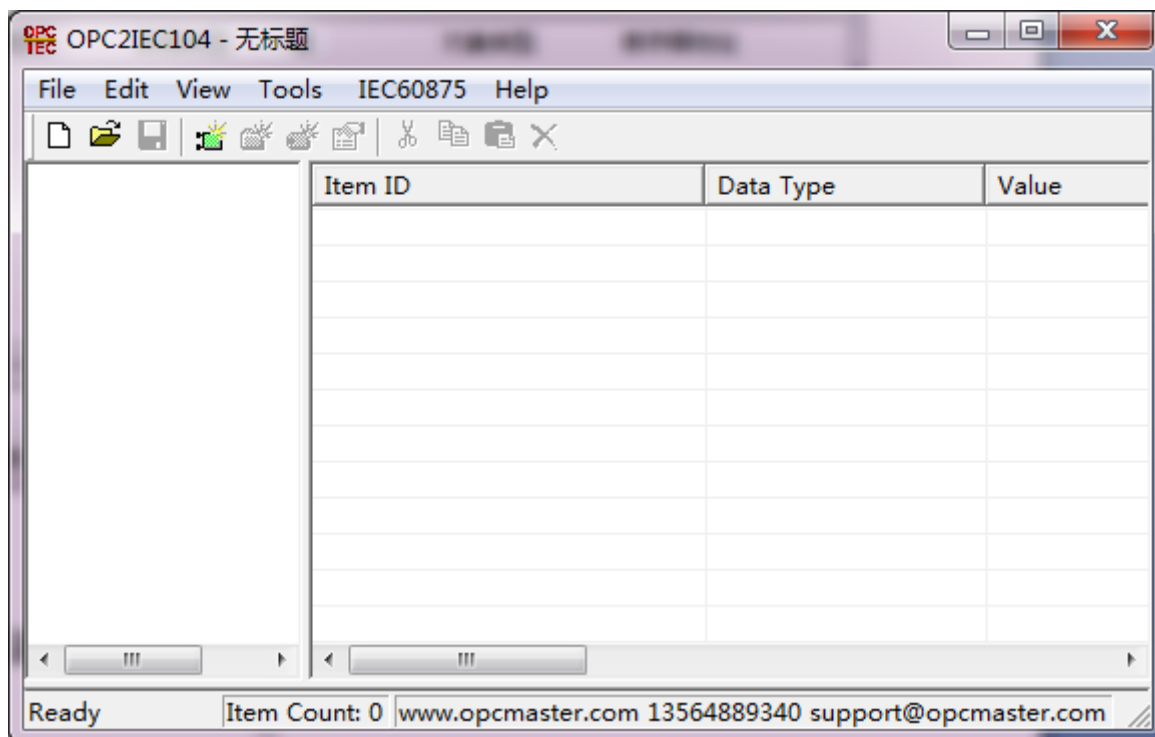 OPC
IEC
OPC2IEC104 - 无标题
File Edit View Tools IEC60875 Help
Item ID Data Type Value
Ready Item Count: 0 www.opcmaster.com 13564889340 support@opcmaster.com